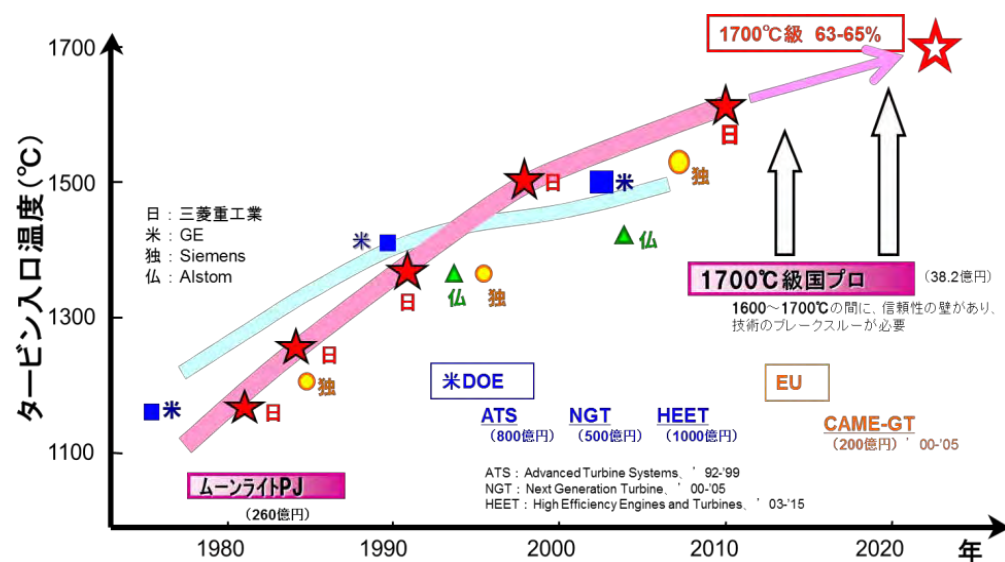 1700℃級 63-65%
1700
1500
1300
1100
タービン入口温度(℃)
日：三菱重工業
米：GE
独：Siemens
仏：Alstom
米
日
日
独
米
日
仏
独
日
米
仏
独
日
1700℃級国プロ
(38.2億円)
1600～1700℃の間に、信頼性の壁があり、
技術のブレークスルーが必要
米DOE
EU
ATS
(800億円)
NGT
(500億円)
HEET
(1000億円)
CAME-GT
(200億円)’00-'05
ムーンライトPJ
(260億円)
ATS：Advanced Turbine Systems、’92-'99
NGT：Next Generation Turbine、’00-'05
HEET：High Efficiency Engines and Turbines、’03-'15
1980
1990
2000
2010
2020
年